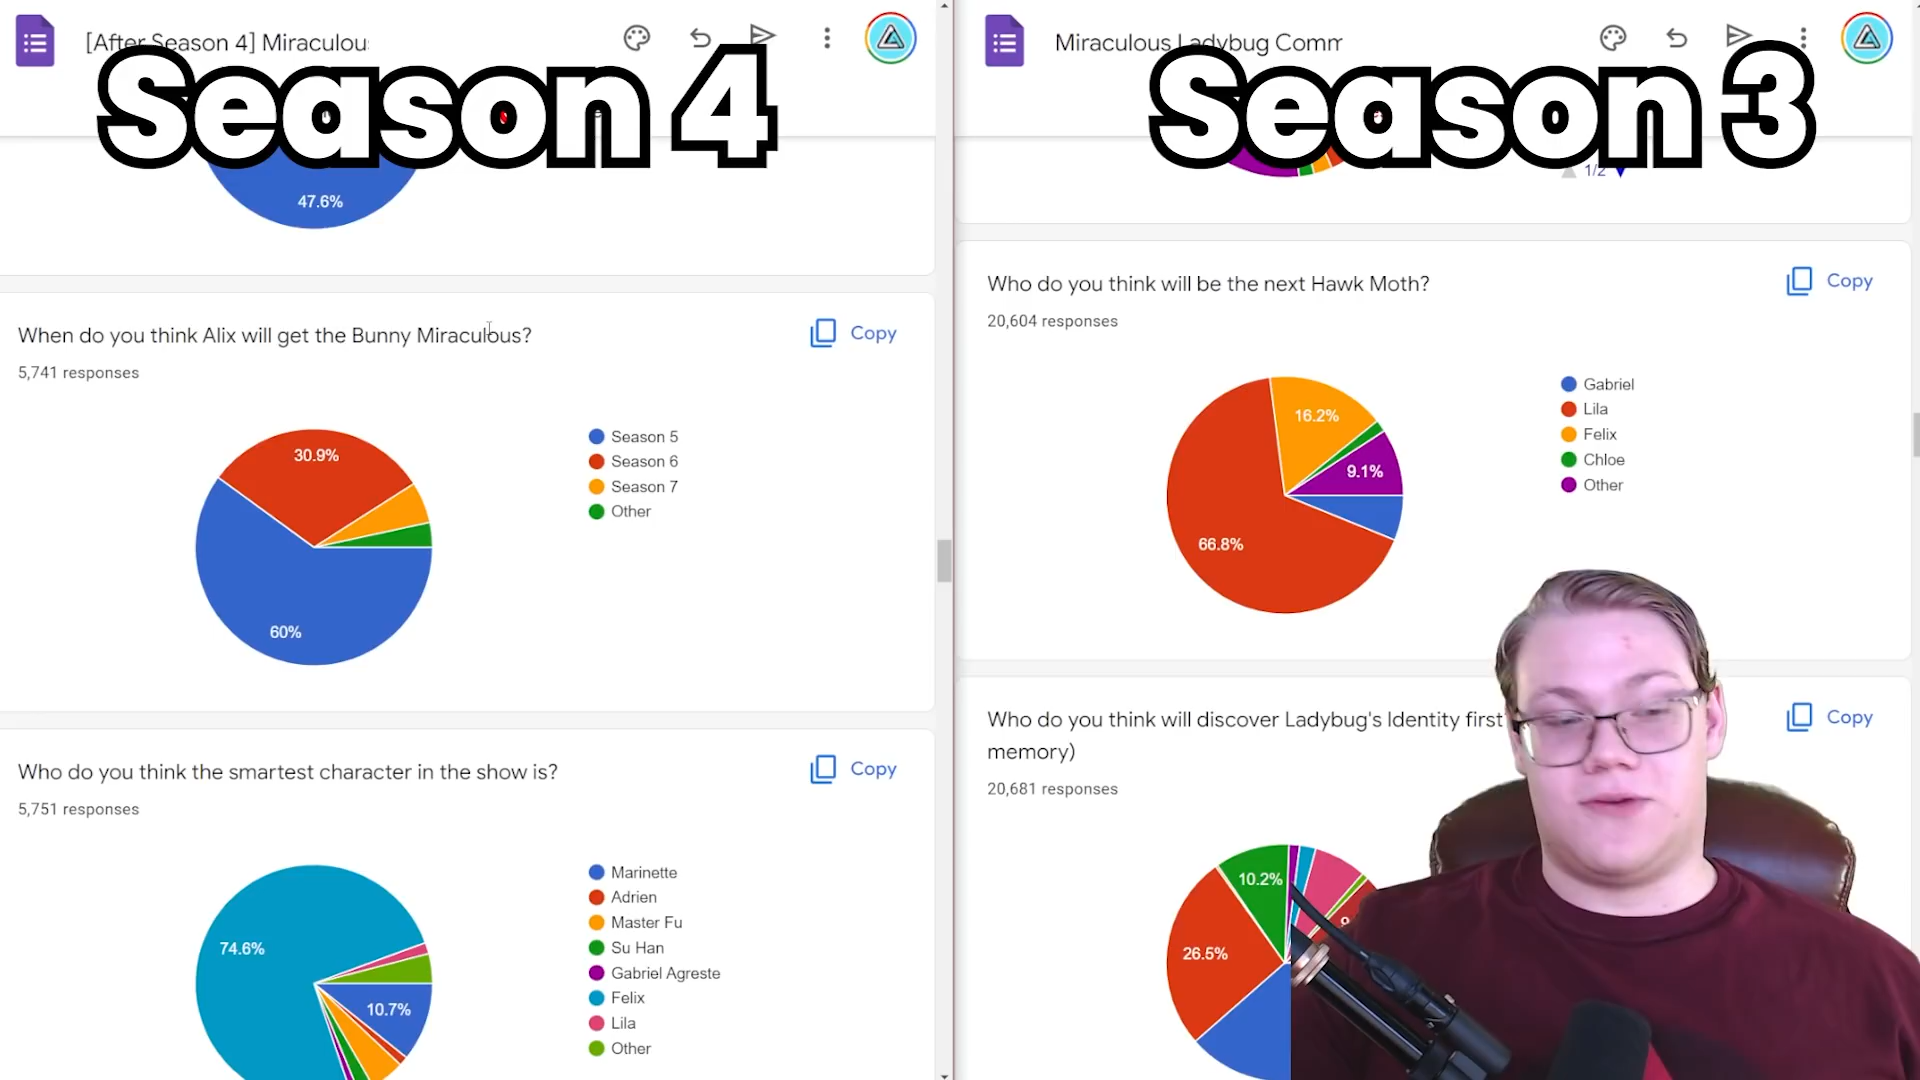 [After Season 4] Miraculou
Season 4
47.6%
When do you think Alix will get the Bunny Miraculous?
Copy
5,741 responses
30.9%
60%
Season 5
Season 6
Season 7
Other
Who do you think the smartest character in the show is?
Copy
5,751 responses
74.6%
10.7%
Marinette
Adrien
Master Fu
Su Han
Gabriel Agreste
Felix
Lila
Other
Miraculous Ladybug Comm
Season 3
1/2
Who do you think will be the next Hawk Moth?
Copy
20,604 responses
16.2%
9.1%
66.8%
Gabriel
Lila
Felix
Chloe
Other
Who do you think will discover Ladybug's Identity first
memory)
Copy
20,681 responses
10.2%
26.5%